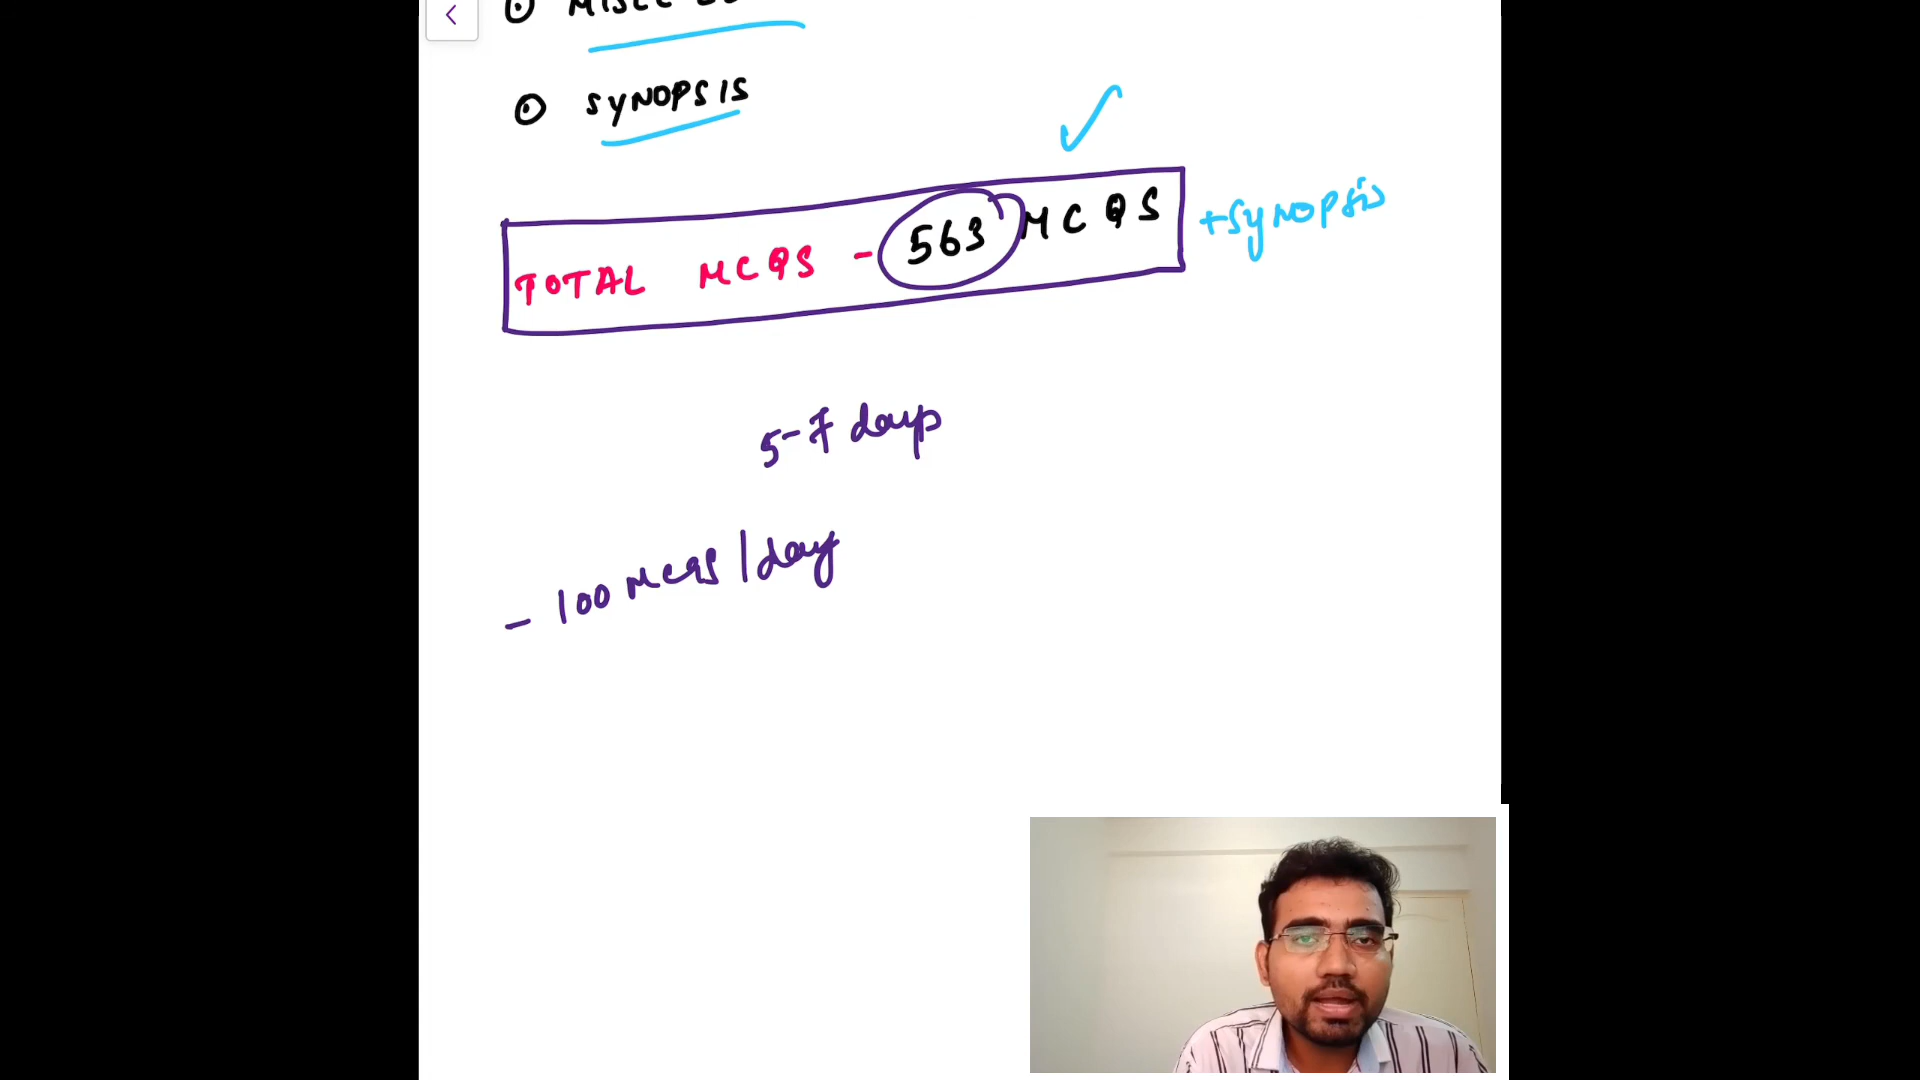 SYNOPSIS
TOTAL MCQS - 563 MCQS +Synopsis
5-7 days
- 100 MCQS/day